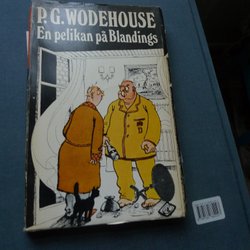 P.G. WODEHOUSE
En pelikan på Blandings